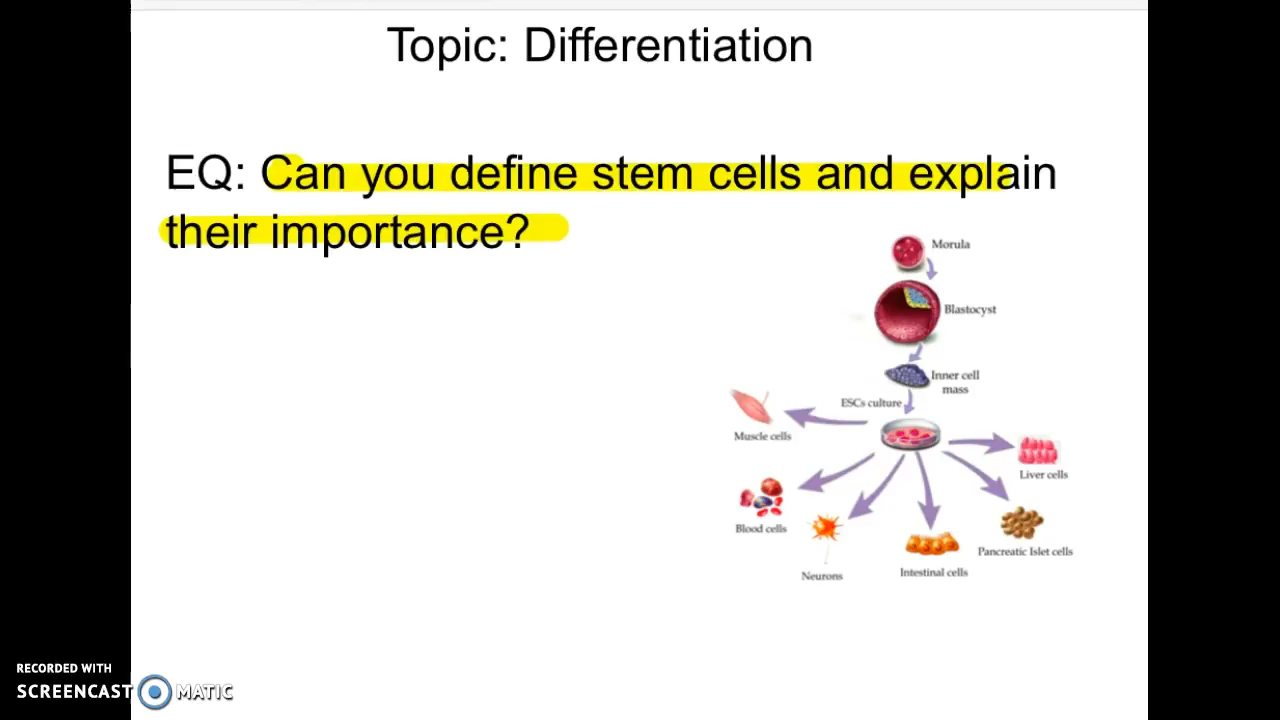 Topic: Differentiation
EQ: Can you define stem cells and explain
their importance?
Morula
Blastocyst
Inner cell
mass
ESCs culture
Muscle cells
Liver cells
Blood cells
Pancreatic Islet cells
Neurons
Intestinal cells
RECORDED WITH
SCREENCAST MATIC